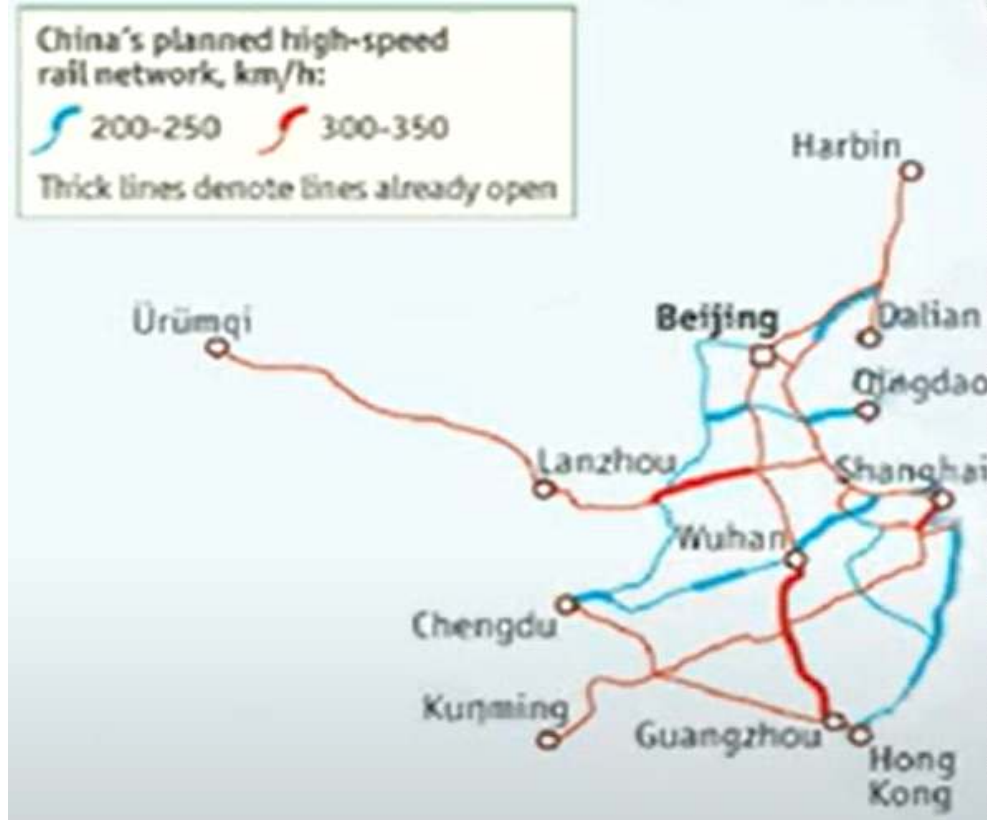 China's planned high-speed
rail network, km/h:
200-250
300-350
Thick lines denote lines already open
Harbin
Ürümqi
Beijing
Dalian
Qingdao
Lanzhou
Shanghai
Wuhan
Chengdu
Kunming
Guangzhou
Hong
Kong